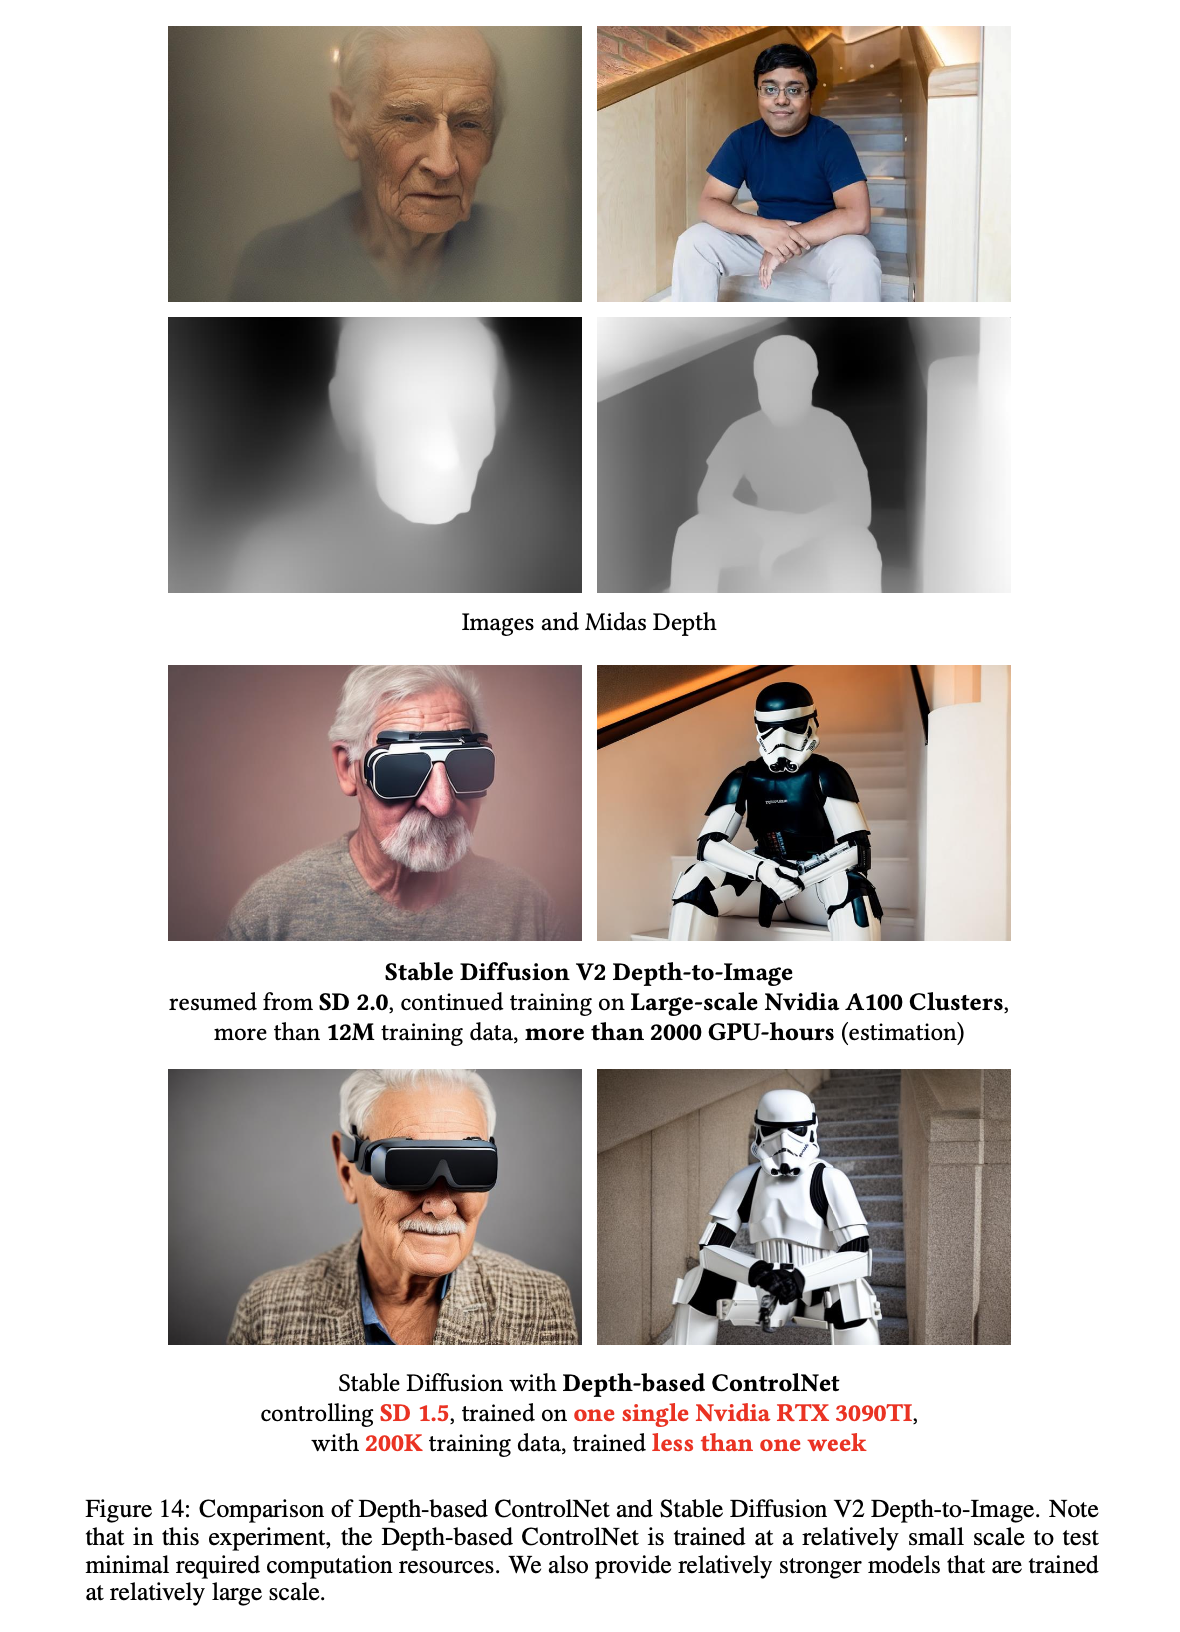 Images and Midas Depth
Stable Diffusion V2 Depth-to-Image
resumed from SD 2.0, continued training on Large-scale Nvidia A100 Clusters,
more than 12M training data, more than 2000 GPU-hours (estimation)
Stable Diffusion with Depth-based ControlNet
controlling SD 1.5, trained on one single Nvidia RTX 3090TI,
with 200K training data, trained less than one week
Figure 14: Comparison of Depth-based ControlNet and Stable Diffusion V2 Depth-to-Image. Note
that in this experiment, the Depth-based ControlNet is trained at a relatively small scale to test
minimal required computation resources. We also provide relatively stronger models that are trained
at relatively large scale.